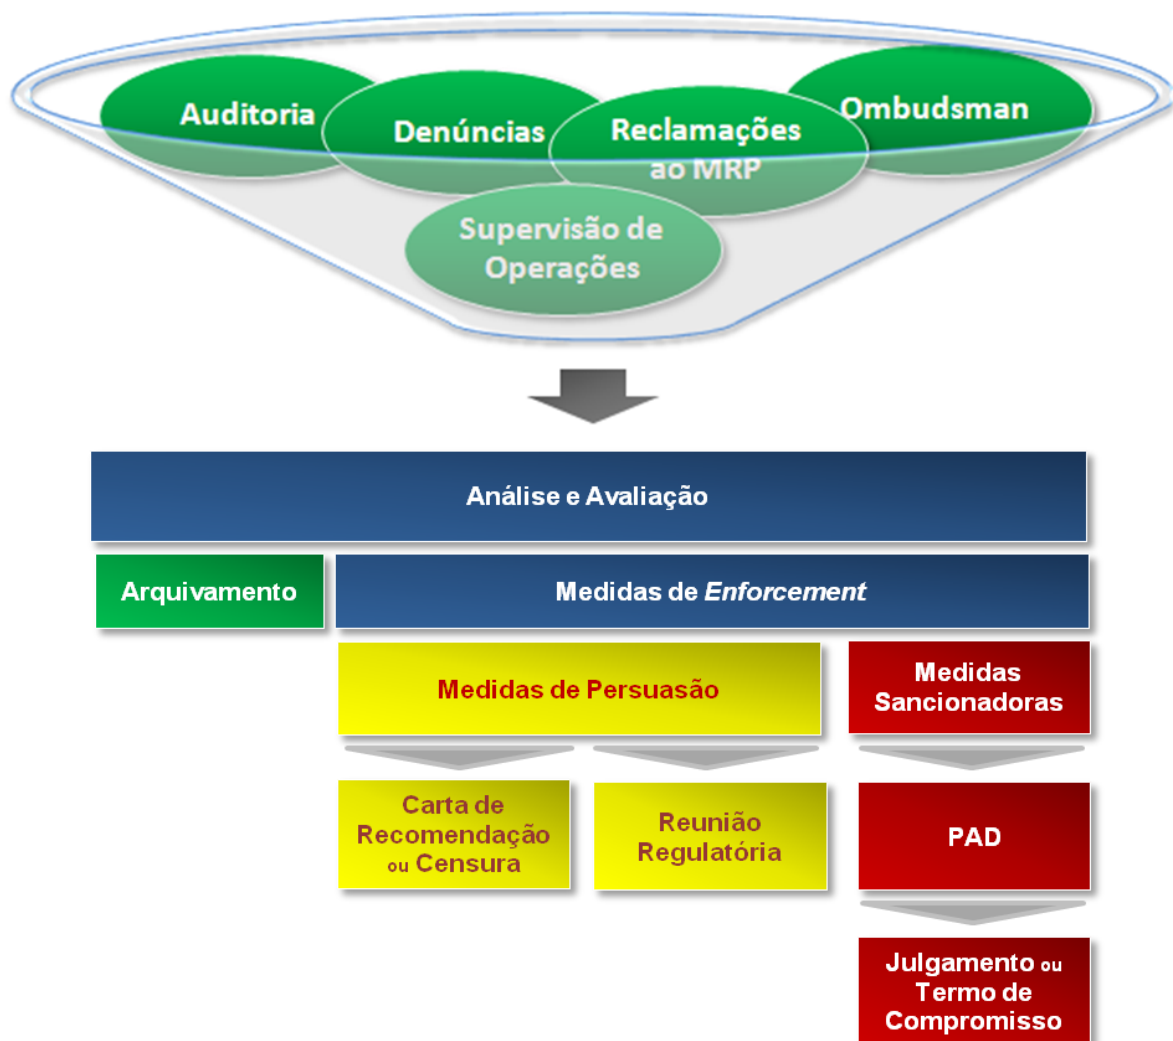 Auditoria
Denúncias
Reclamações
ao MRP
Ombudsman
Supervisão de
Operações
Análise e Avaliação
Arquivamento
Medidas de Enforcement
Medidas de Persuasão
Medidas
Sancionadoras
Carta de
Recomendação
ou Censura
Reunião
Regulatória
PAD
Julgamento ou
Termo de
Compromisso